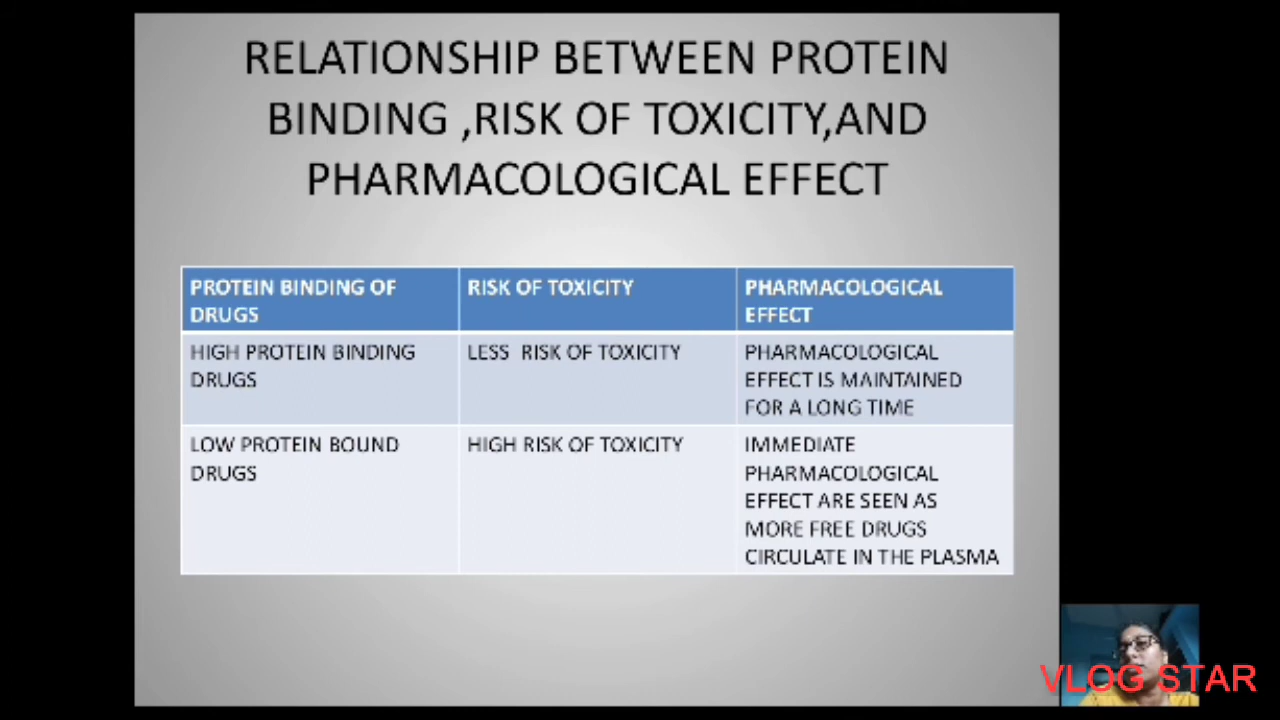 RELATIONSHIP BETWEEN PROTEIN
BINDING ,RISK OF TOXICITY,AND
PHARMACOLOGICAL EFFECT
PROTEIN BINDING OF
DRUGS
RISK OF TOXICITY
PHARMACOLOGICAL
EFFECT
HIGH PROTEIN BINDING
DRUGS
LESS RISK OF TOXICITY
PHARMACOLOGICAL
EFFECT IS MAINTAINED
FOR A LONG TIME
LOW PROTEIN BOUND
DRUGS
HIGH RISK OF TOXICITY
IMMEDIATE
PHARMACOLOGICAL
EFFECT ARE SEEN AS
MORE FREE DRUGS
CIRCULATE IN THE PLASMA
VLOG STAR